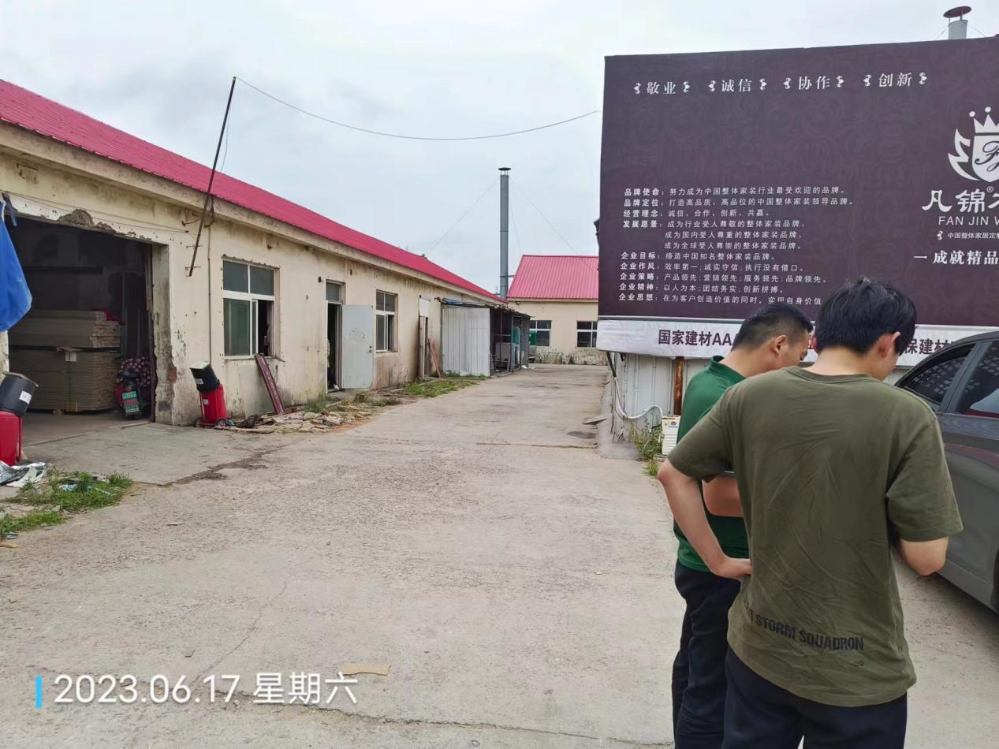 敬业 诚信 协作 创新
品牌使命：努力成为中国整体家装行业最受欢迎的品牌。
品牌定位：打造高品质、高品位的中国整体家装领导品牌。
经营理念：诚信、合作、创新、共赢。
发展愿景：成为行业受人尊敬的整体家装品牌、
成为国内受人尊重的整体家装品牌、
成为全球受人尊崇的整体家装品牌。
企业目标：缔造中国知名整体家装品牌。
企业作风：效率第一；诚实守信；执行没有借口。
企业策略：产品领先；营销领先；服务领先；品牌领先。
企业精神：以人为本；团结务实；创新拼搏。
企业思想：在为客户创造价值的同时，实现自身价值
凡锦®
FAN JIN W
中国整体家居定制
一 成就精品
国家建材AAA
保建材
T STORM SQUADRON
2023.06.17 星期六